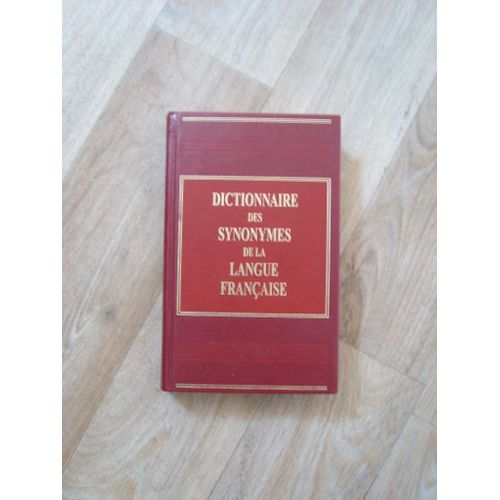 DICTIONNAIRE
DES
SYNONYMES
DE LA
LANGUE
FRANÇAISE